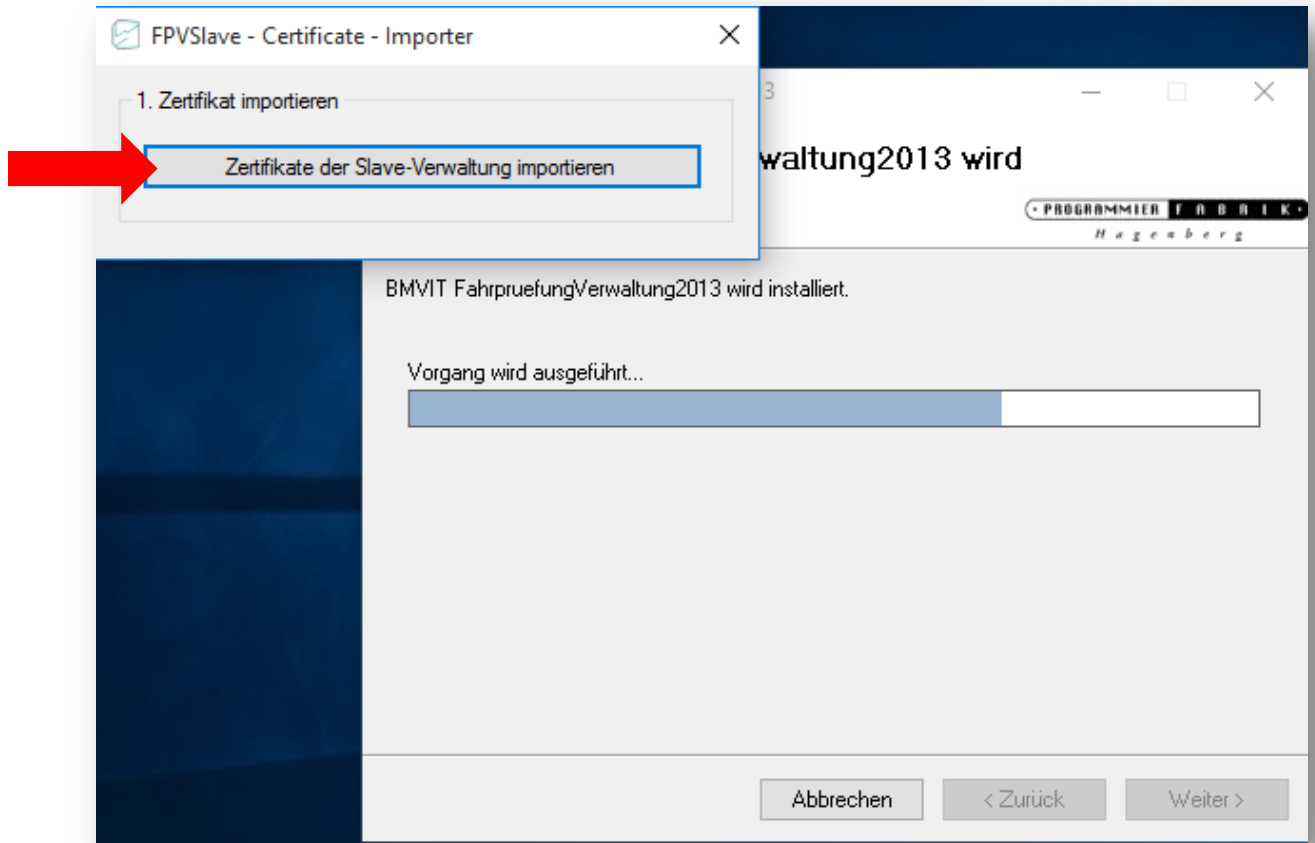 FPVSlave - Certificate - Importer
1. Zertifikat importieren
Zertifikate der Slave-Verwaltung importieren
3
waltung2013 wird
PROGRAMMIER FABRIK
Hagenberg
BMVIT FahrpruefungVerwaltung2013 wird installiert.
Vorgang wird ausgeführt...
Abbrechen
< Zurück
Weiter >